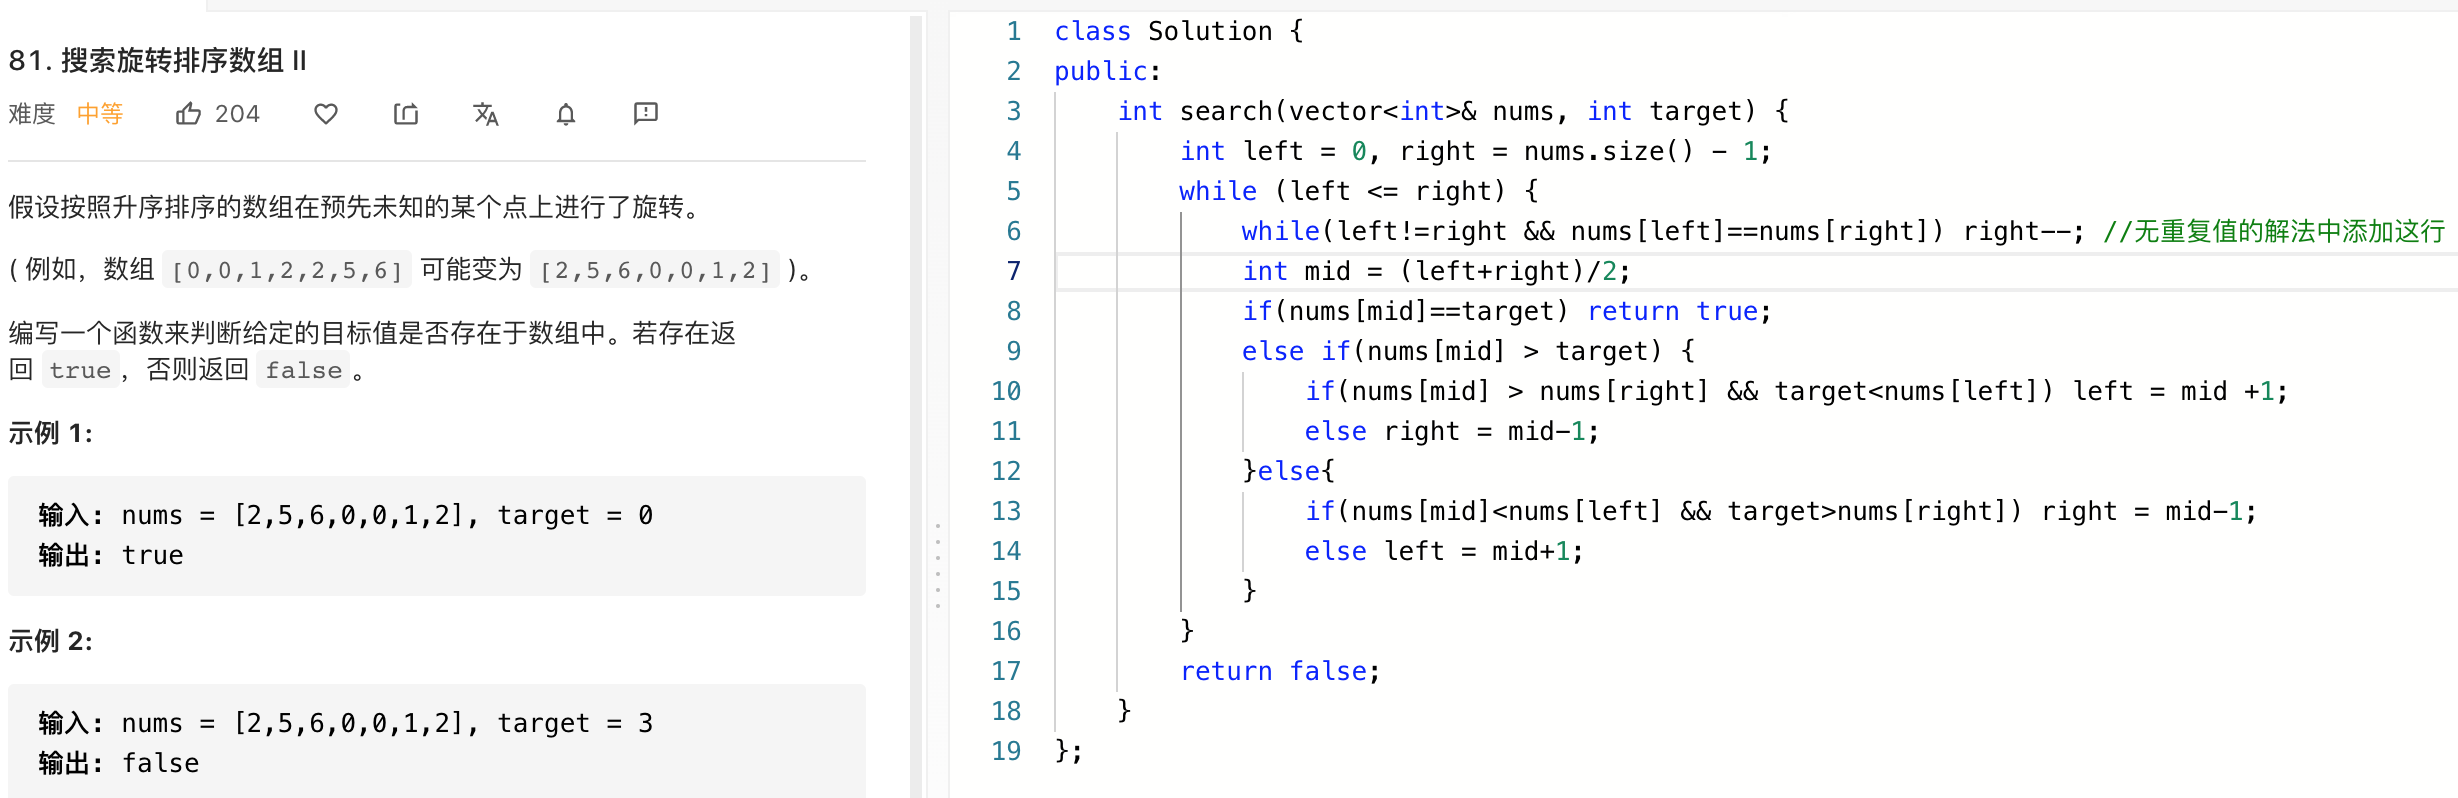 81. 搜索旋转排序数组 II
难度 中等 204
假设按照升序排序的数组在预先未知的某个点上进行了旋转。
( 例如，数组 [0,0,1,2,2,5,6] 可能变为 [2,5,6,0,0,1,2] )。
编写一个函数来判断给定的目标值是否存在于数组中。若存在返
回 true，否则返回 false。
示例 1:
输入: nums = [2,5,6,0,0,1,2], target = 0
输出: true
示例 2:
输入: nums = [2,5,6,0,0,1,2], target = 3
输出: false
1 class Solution {
2 public:
3 int search(vector<int>& nums, int target) {
4 int left = 0, right = nums.size() - 1;
5 while (left <= right) {
6 while(left!=right && nums[left]==nums[right]) right--; //无重复值的解法中添加这行
7 int mid = (left+right)/2;
8 if(nums[mid]==target) return true;
9 else if(nums[mid] > target) {
10 if(nums[mid] > nums[right] && target<nums[left]) left = mid +1;
11 else right = mid-1;
12 }else{
13 if(nums[mid]<nums[left] && target>nums[right]) right = mid-1;
14 else left = mid+1;
15 }
16 }
17 return false;
18 }
19 };